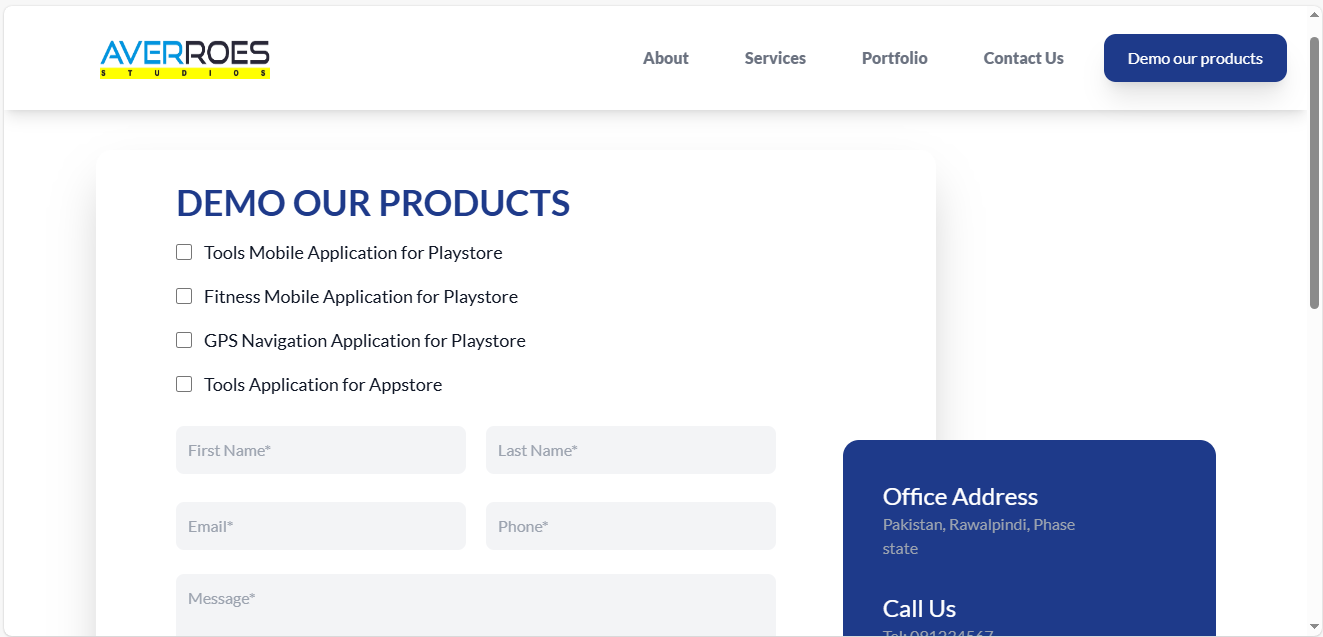 AVERROES
STUDIOS
About
Services
Portfolio
Contact Us
Demo our products
DEMO OUR PRODUCTS
Tools Mobile Application for Playstore
Fitness Mobile Application for Playstore
GPS Navigation Application for Playstore
Tools Application for Appstore
First Name*
Last Name*
Email*
Phone*
Message*
Office Address
Pakistan, Rawalpindi, Phase
state
Call Us
Tel: 091234567